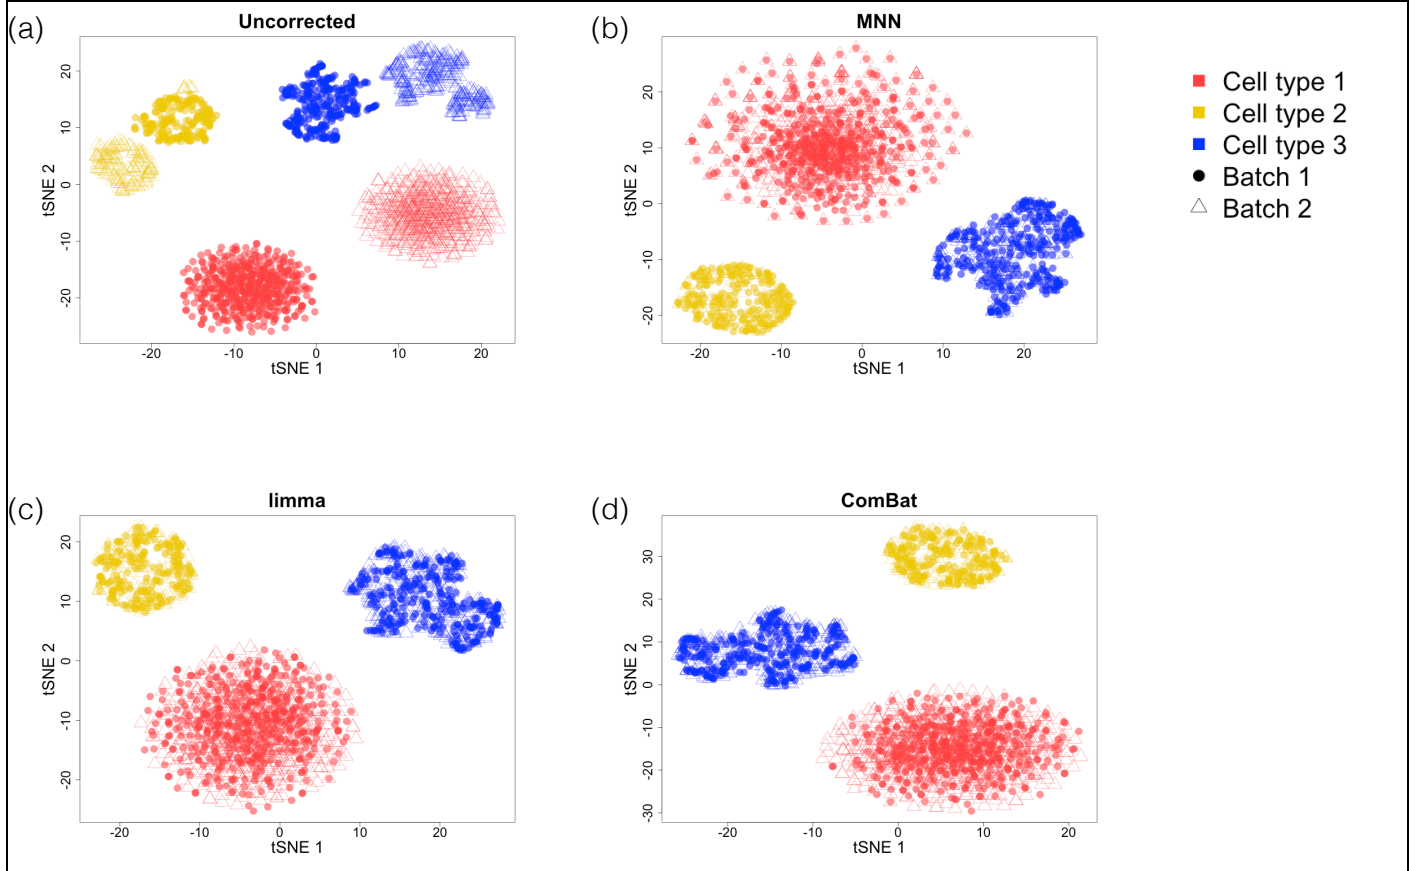 (a)
Uncorrected
20
10
0
-10
-20
tSNE 2
-20 -10 0 10 20
tSNE 1
(b)
MNN
20
10
0
-10
-20
tSNE 2
-20 -10 0 10 20
tSNE 1
Cell type 1
Cell type 2
Cell type 3
Batch 1
Batch 2
(c)
limma
20
10
0
-10
-20
tSNE 2
-20 -10 0 10 20
tSNE 1
(d)
ComBat
30
20
10
0
-10
-20
-30
tSNE 2
-20 -10 0 10 20
tSNE 1